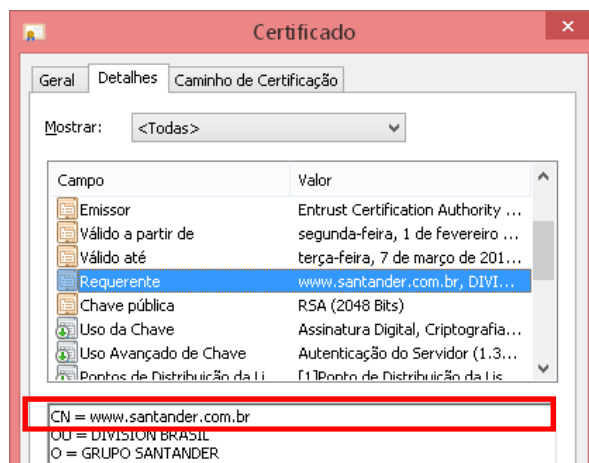 Certificado
Geral Detalhes Caminho de Certificação
Mostrar: <Todas>
Campo Valor
Emissor Entrust Certification Authority ...
Válido a partir de segunda-feira, 1 de fevereiro ...
Válido até terça-feira, 7 de março de 201...
Requerente www.santander.com.br, DIVI...
Chave pública RSA (2048 Bits)
Uso da Chave Assinatura Digital, Criptografia...
Uso Avançado de Chave Autenticação do Servidor (1.3...
Pontos de Distribuição da Li... [1]Ponto de Distribuição da Lis...
CN = www.santander.com.br
OU = DIVISION BRASIL
O = GRUPO SANTANDER